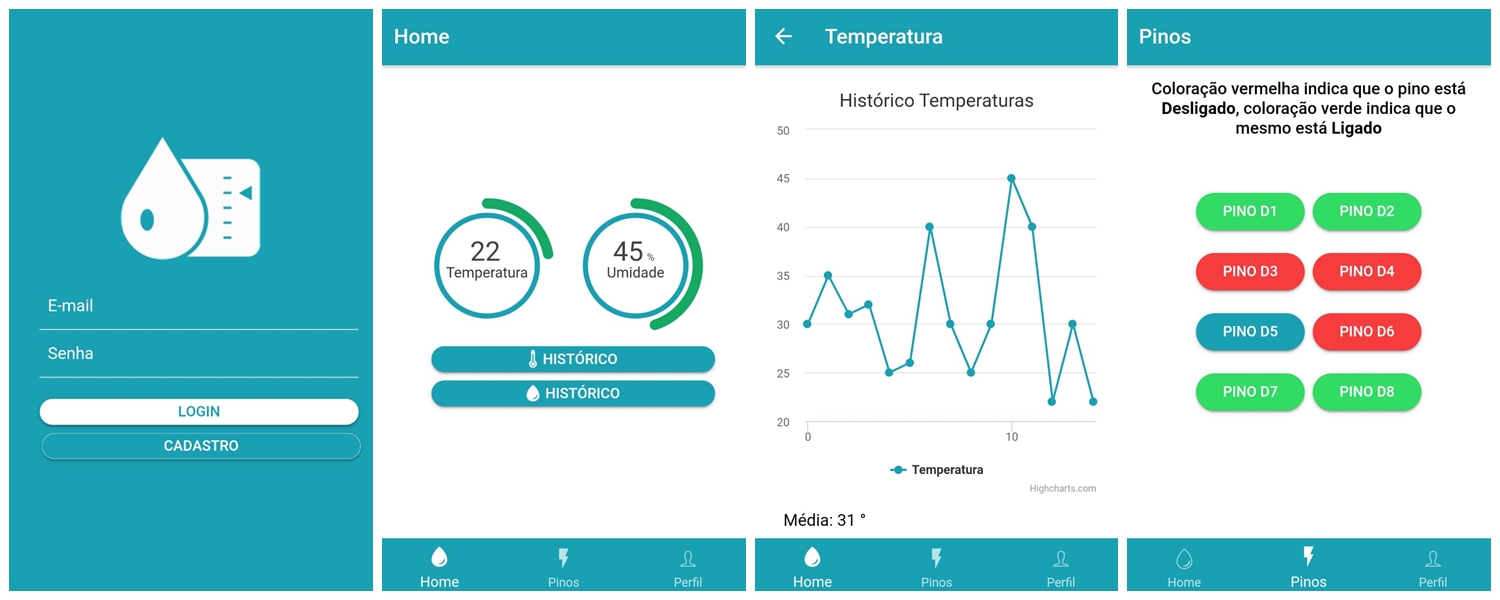 E-mail
Senha
LOGIN
CADASTRO
Home
22
Temperatura
45 %
Umidade
HISTÓRICO
HISTÓRICO
Home
Pinos
Perfil
Temperatura
Histórico Temperaturas
50
45
40
35
30
25
20
0
10
Temperatura
Highcharts.com
Média: 31 °
Home
Pinos
Perfil
Pinos
Coloração vermelha indica que o pino está
Desligado, coloração verde indica que o
mesmo está Ligado
PINO D1
PINO D2
PINO D3
PINO D4
PINO D5
PINO D6
PINO D7
PINO D8
Home
Pinos
Perfil